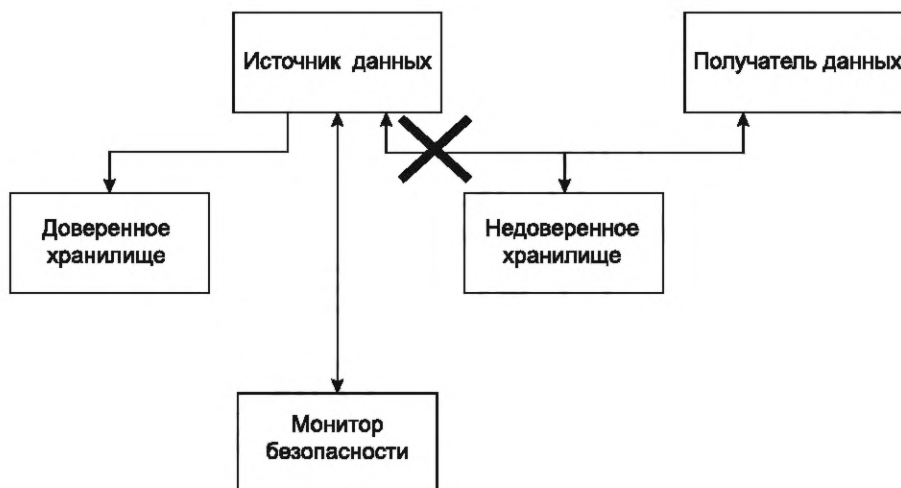 Источник данных
Получатель данных
Доверенное
хранилище
Недоверенное
хранилище
Монитор
безопасности